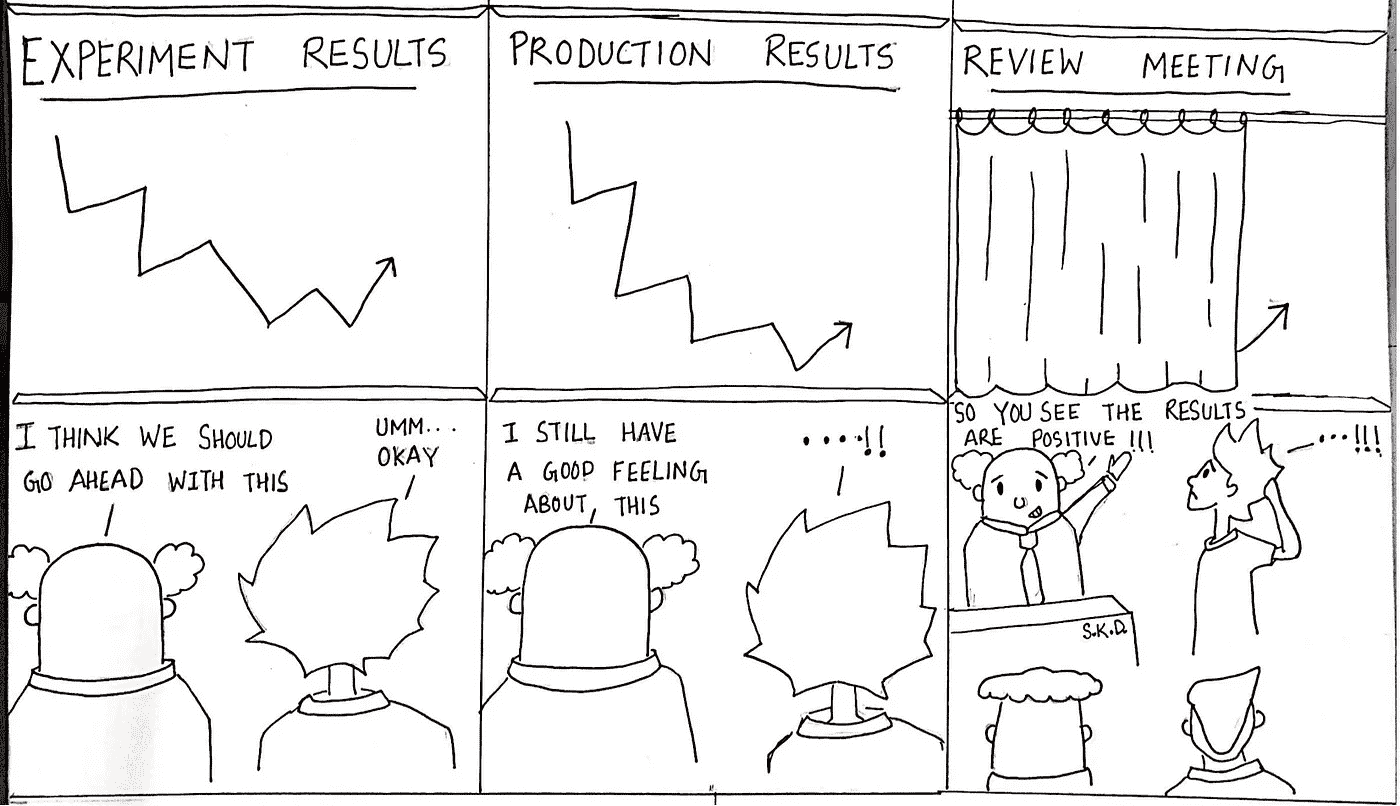 EXPERIMENT RESULTS
I THINK WE SHOULD
GO AHEAD WITH THIS
UMM...
OKAY
PRODUCTION RESULTS
I STILL HAVE
A GOOD FEELING
ABOUT THIS
....!!
REVIEW MEETING
SO YOU SEE THE RESULTS
ARE POSITIVE !!!
...!!!
S.K.D.